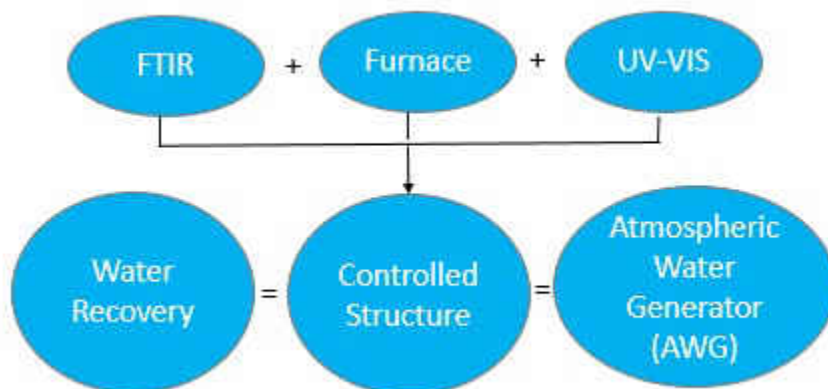 FTIR + Furnace + UV-VIS
Water
Recovery
=
Controlled
Structure
=
Atmospheric
Water
Generator
(AWG)